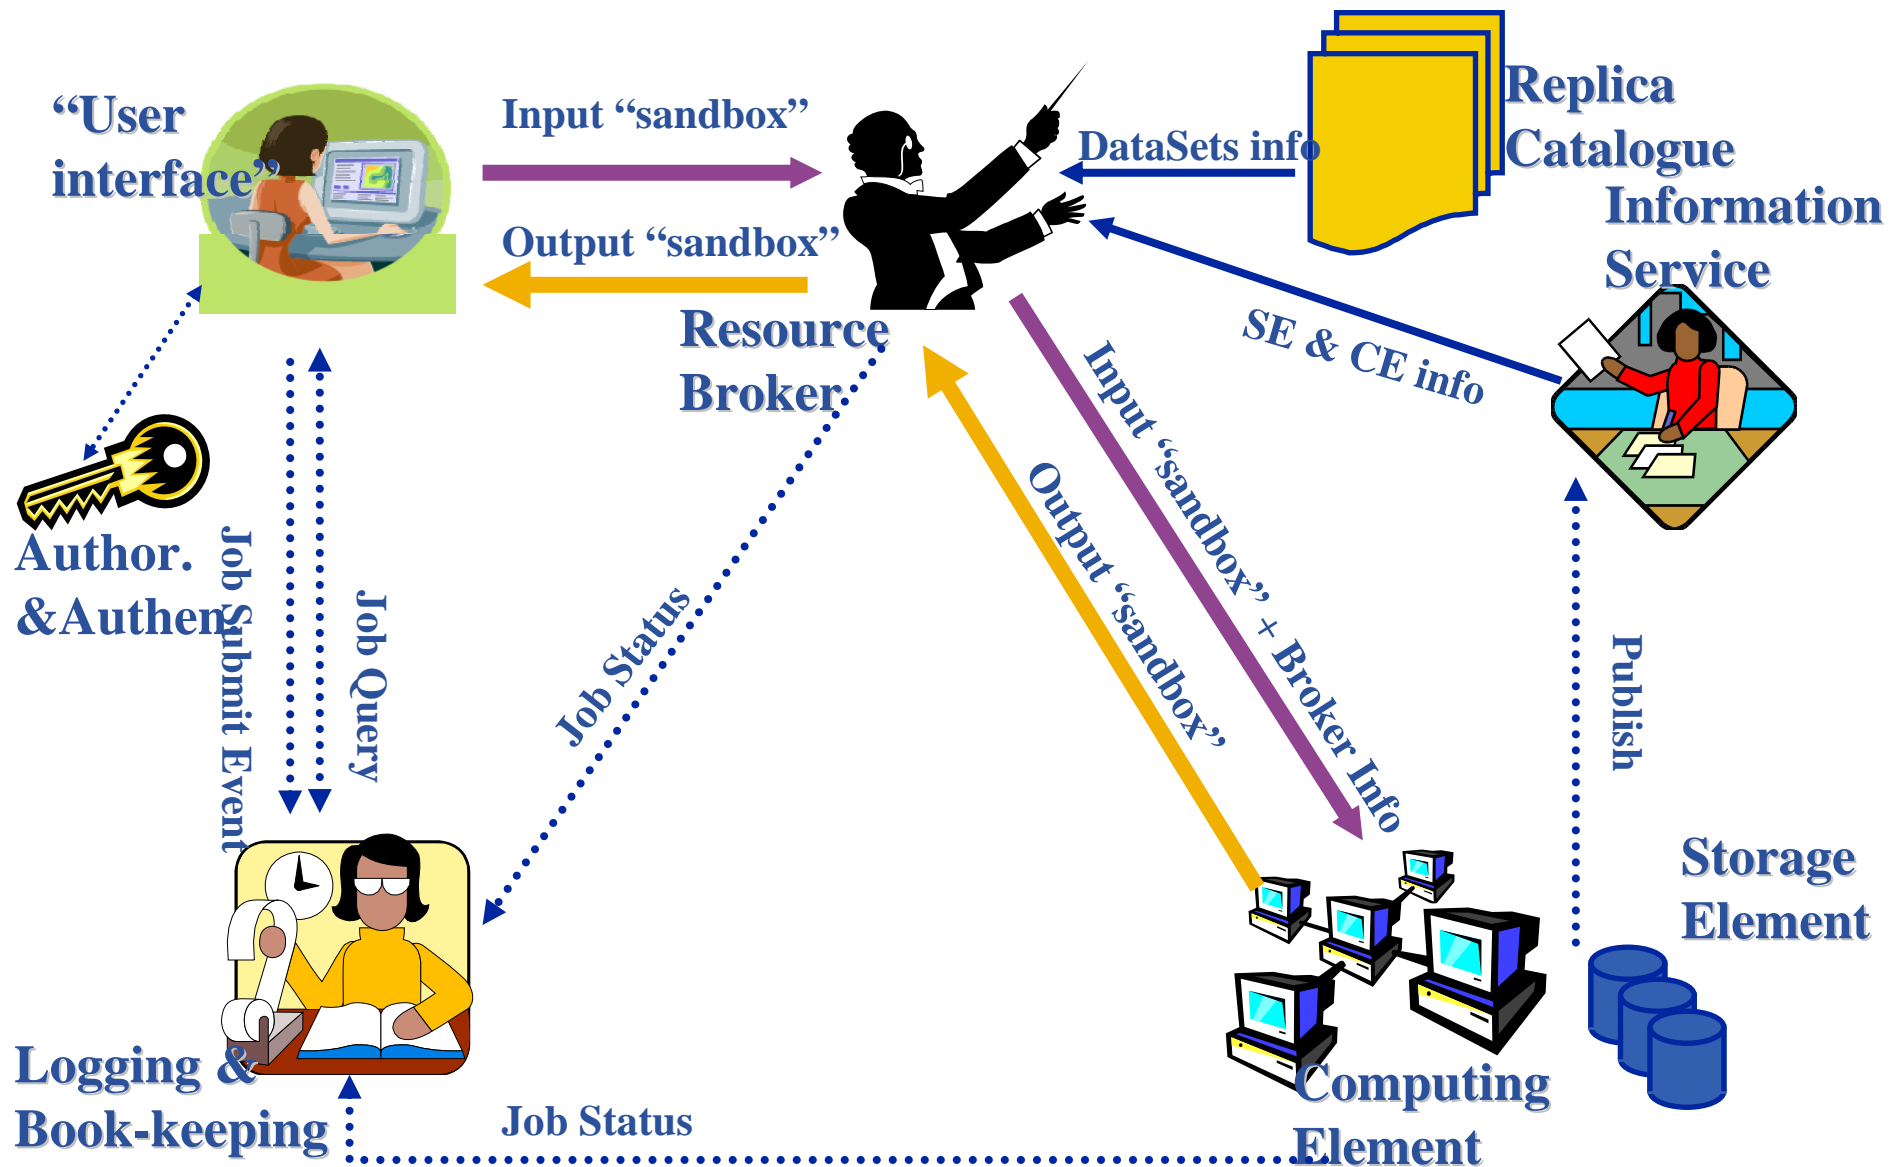 “User
interface”
Input “sandbox”
Output “sandbox”
Resource
Broker
DataSets info
Replica
Catalogue
Information
Service
SE & CE info
Author.
&Authen.
Job Submit Event
Job Query
Job Status
Output “sandbox”
Input “sandbox” + Broker Info
Publish
Storage
Element
Logging &
Book-keeping
Job Status
Computing
Element